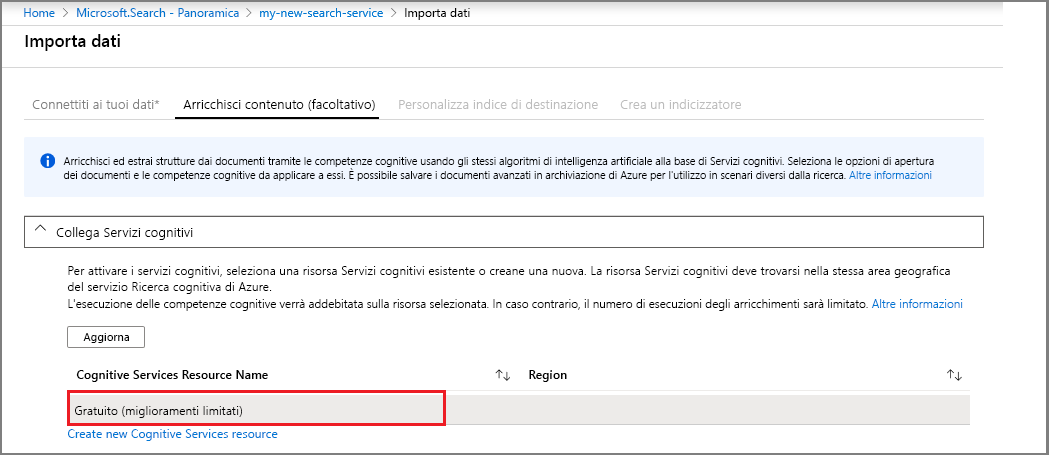 Home > Microsoft.Search - Panoramica > my-new-search-service > Importa dati
Importa dati
Connettiti ai tuoi dati* Arricchisci contenuto (facoltativo) Personalizza indice di destinazione Crea un indicizzatore
Arricchisci ed estrai strutture dai documenti tramite le competenze cognitive usando gli stessi algoritmi di intelligenza artificiale alla base di Servizi cognitivi. Seleziona le opzioni di apertura
dei documenti e le competenze cognitive da applicare a essi. È possibile salvare i documenti avanzati in archiviazione di Azure per l'utilizzo in scenari diversi dalla ricerca. Altre informazioni
Collega Servizi cognitivi
Per attivare i servizi cognitivi, seleziona una risorsa Servizi cognitivi esistente o creane una nuova. La risorsa Servizi cognitivi deve trovarsi nella stessa area geografica
del servizio Ricerca cognitiva di Azure.
L'esecuzione delle competenze cognitive verrà addebitata sulla risorsa selezionata. In caso contrario, il numero di esecuzioni degli arricchimenti sarà limitato. Altre informazioni
Aggiorna
Cognitive Services Resource Name Region
Gratuito (miglioramenti limitati)
Create new Cognitive Services resource